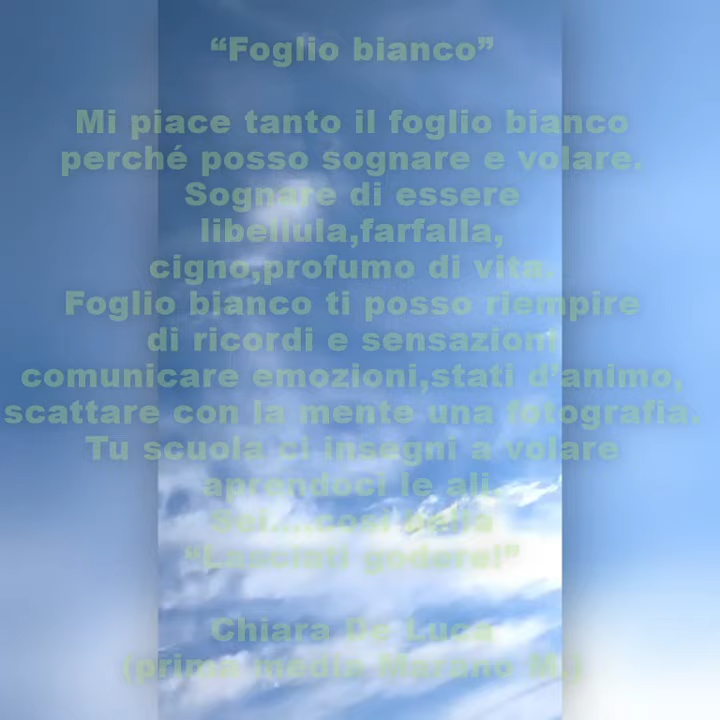 “Foglio bianco”
Mi piace tanto il foglio bianco
perché posso sognare e volare.
Sognare di essere
libellula,farfalla,
cigno,profumo di vita.
Foglio bianco ti posso riempire
di ricordi e sensazioni
comunicare emozioni,stati d’animo,
scattare con la mente una fotografia.
Tu scuola ci insegni a volare
aprendoci le ali.
Sei....così bella
“Lasciati godere!”
Chiara De Luca
(prima media Marano M.)